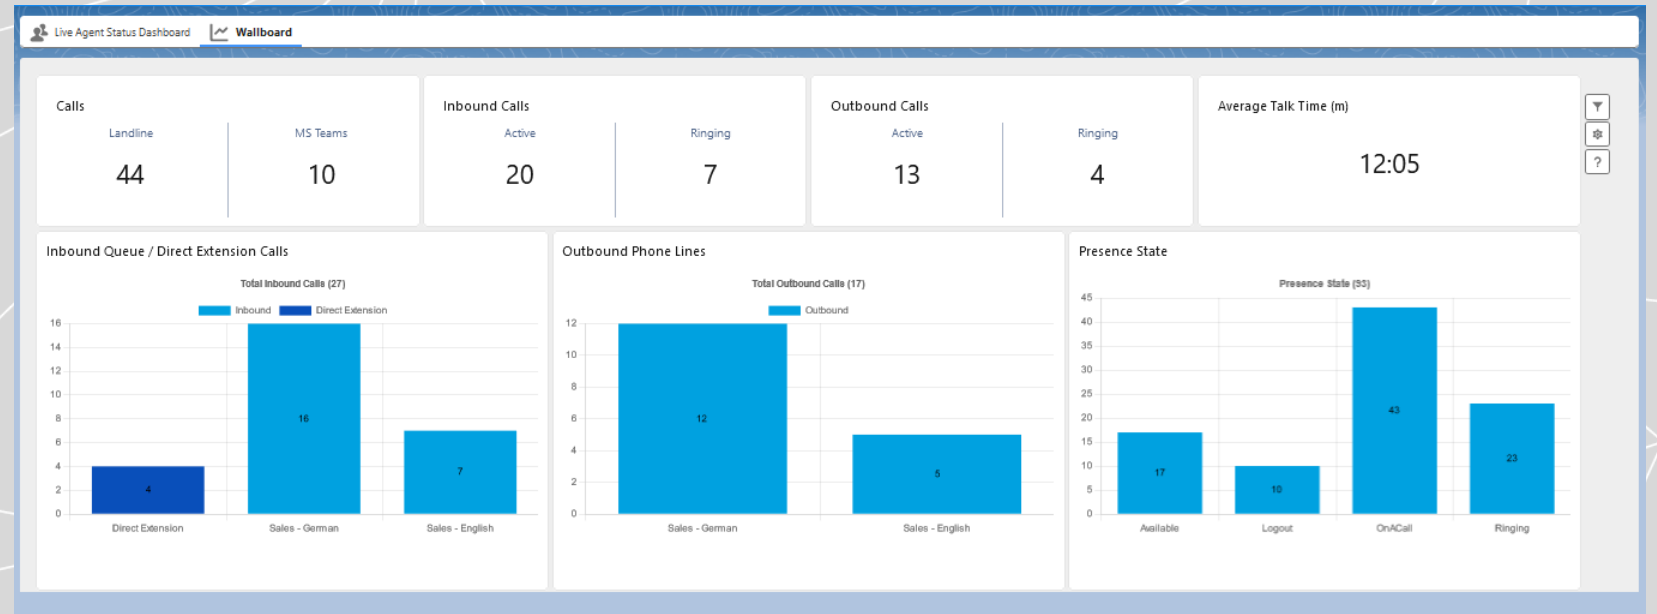 Live Agent Status Dashboard
Wallboard
Calls
Landline
MS Teams
44
10
Inbound Calls
Active
Ringing
20
7
Outbound Calls
Active
Ringing
13
4
Average Talk Time (m)
12:05
?
Inbound Queue / Direct Extension Calls
Total Inbound Calls (27)
Inbound
Direct Extension
16
14
12
10
8
6
4
2
0
4
16
7
Direct Extension
Sales - German
Sales - English
Outbound Phone Lines
Total Outbound Calls (17)
Outbound
12
10
8
6
4
2
0
12
5
Sales - German
Sales - English
Presence State
Presence State (93)
45
40
35
30
25
20
15
10
5
0
17
10
43
23
Available
Logout
OnACall
Ringing